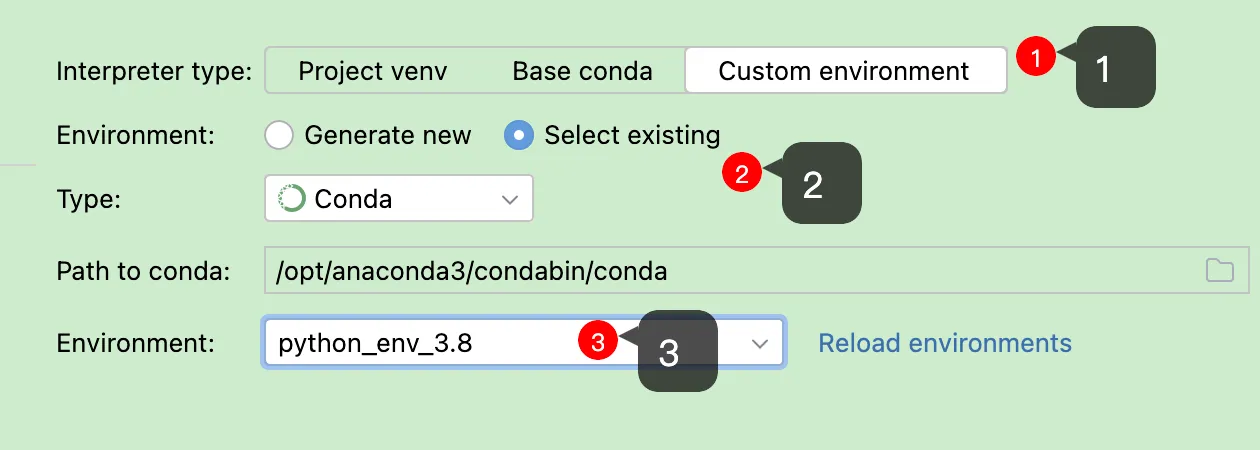 Interpreter type: Project venv Base conda Custom environment 1 1
Environment: Generate new Select existing
2 2
Type: Conda
Path to conda: /opt/anaconda3/condabin/conda
Environment: python_env_3.8 3 3 Reload environments